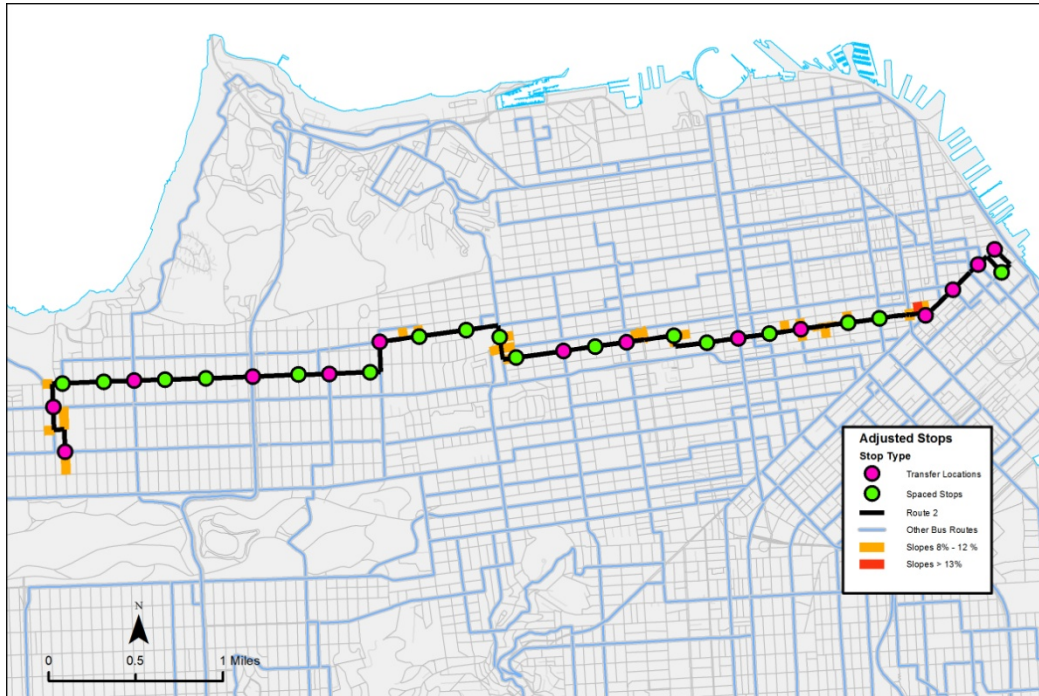 Adjusted Stops
Stop Type
Transfer Locations
Spaced Stops
Route 2
Other Bus Routes
Slopes 8% - 12 %
Slopes > 13%
N
0 0.5 1 Miles